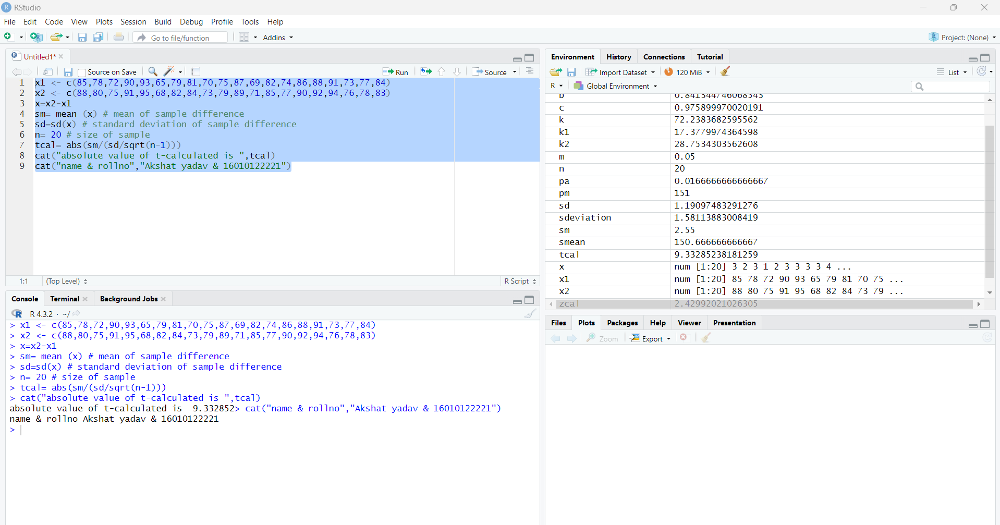 RStudio
File Edit Code View Plots Session Build Debug Profile Tools Help
Go to file/function Addins Project: (None)
Untitled1*
Source on Save Run Source
1 x1 <- c(85,78,72,90,93,65,79,81,70,75,87,69,82,74,86,88,91,73,77,84)
2 x2 <- c(88,80,75,91,95,68,82,84,73,79,89,71,85,77,90,92,94,76,78,83)
3 x=x2-x1
4 sm= mean (x) # mean of sample difference
5 sd=sd(x) # standard deviation of sample difference
6 n= 20 # size of sample
7 tcal= abs(sm/(sd/sqrt(n-1)))
8 cat("absolute value of t-calculated is ",tcal)
9 cat("name & rollno","Akshat yadav & 16010122221")
1:1 (Top Level) R Script
Console Terminal Background Jobs
R 4.3.2 · ~/
> x1 <- c(85,78,72,90,93,65,79,81,70,75,87,69,82,74,86,88,91,73,77,84)
> x2 <- c(88,80,75,91,95,68,82,84,73,79,89,71,85,77,90,92,94,76,78,83)
> x=x2-x1
> sm= mean (x) # mean of sample difference
> sd=sd(x) # standard deviation of sample difference
> n= 20 # size of sample
> tcal= abs(sm/(sd/sqrt(n-1)))
> cat("absolute value of t-calculated is ",tcal)
absolute value of t-calculated is  9.332852> cat("name & rollno","Akshat yadav & 16010122221")
name & rollno Akshat yadav & 16010122221
>
Environment History Connections Tutorial
Import Dataset 120 MiB List
R Global Environment
b 0.841344746068543
c 0.975899970020191
k 72.2383682595562
k1 17.3779974364598
k2 28.7534303562608
m 0.05
n 20
pa 0.0166666666666667
pm 151
sd 1.19097483291276
sdeviation 1.58113883008419
sm 2.55
smean 150.666666666667
tcal 9.33285238181259
x num [1:20] 3 2 3 1 2 3 3 3 3 4 ...
x1 num [1:20] 85 78 72 90 93 65 79 81 70 75 ...
x2 num [1:20] 88 80 75 91 95 68 82 84 73 79 ...
zcal 2.42992021026305
Files Plots Packages Help Viewer Presentation
Zoom Export